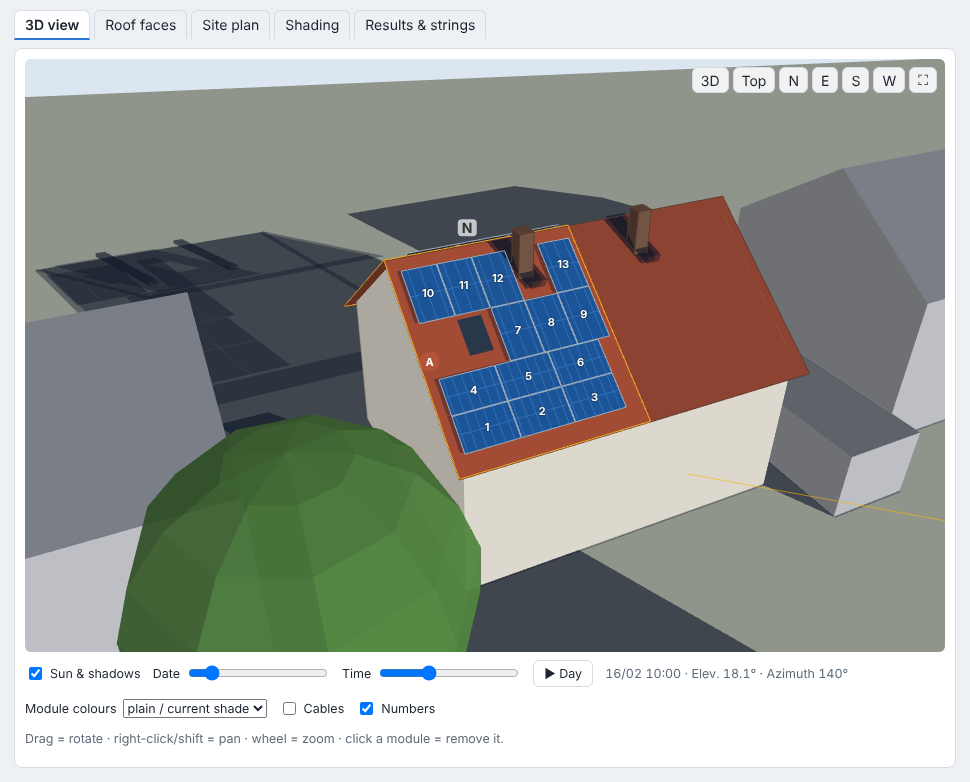 3D view Roof faces Site plan Shading Results & strings
3D Top N E S W
N
13
12
11
10
9
8
7
A
6
5
4
3
2
1
Sun & shadows Date Time ▶ Day 16/02 10:00 · Elev. 18.1° · Azimuth 140°
Module colours plain / current shade Cables Numbers
Drag = rotate · right-click/shift = pan · wheel = zoom · click a module = remove it.